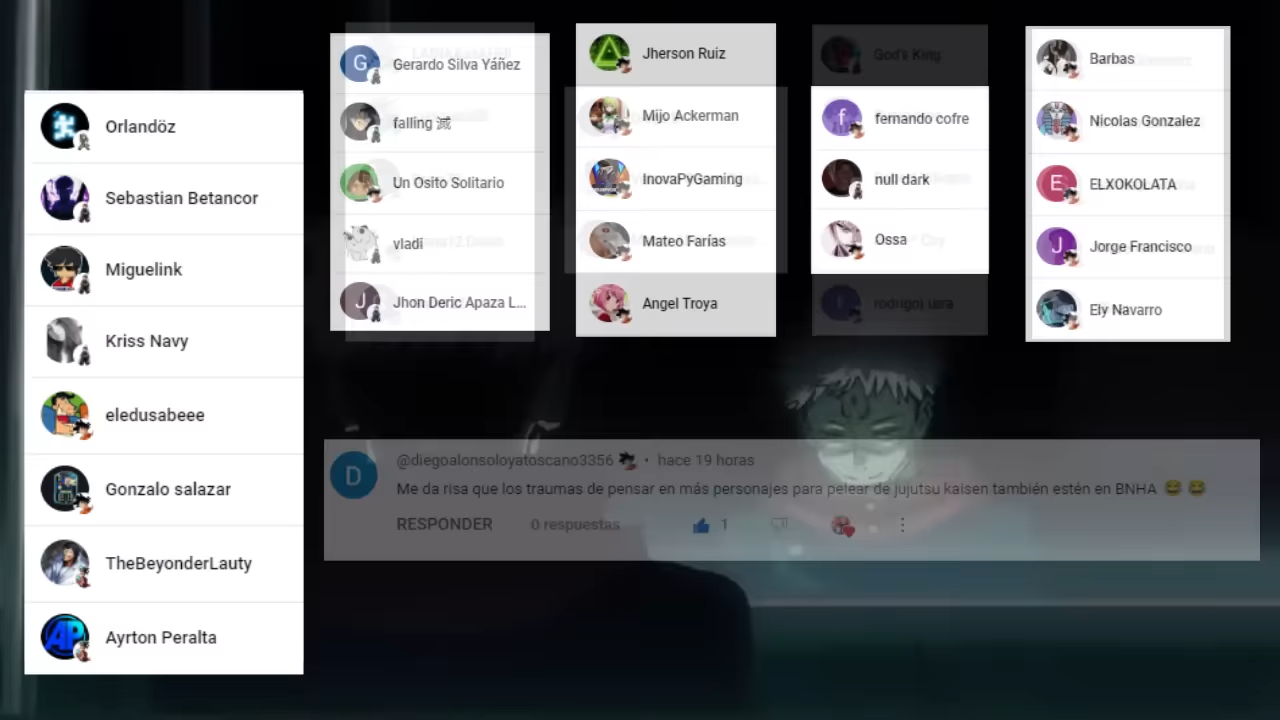 Orlandöz
Sebastian Betancor
Miguelink
Kriss Navy
eledusabeee
Gonzalo salazar
TheBeyonderLauty
Ayrton Peralta
G
Gerardo Silva Yáñez
falling 滅
Un Osito Solitario
vladi
J
Jhon Deric Apaza L...
Jherson Ruiz
Mijo Ackerman
InovaPyGaming
Mateo Farías
Angel Troya
God's King
f
fernando cofre
null dark
Ossa
rodrigoj usra
Barbas
Nicolas Gonzalez
E
ELXOKOLATA
J
Jorge Francisco
Ely Navarro
D
@diegoalonsoloyatoscano3356 • hace 19 horas
Me da risa que los traumas de pensar en más personajes para pelear de jujutsu kaisen también estén en BNHA 😂 😂
RESPONDER 0 respuestas 1